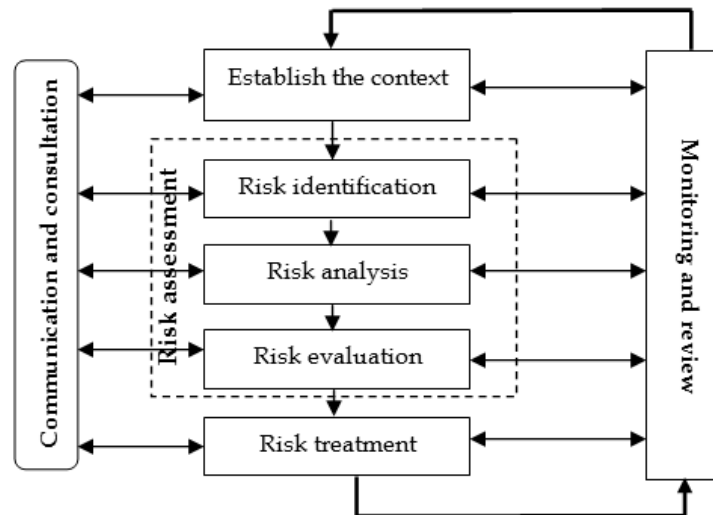 Communication and consultation
Establish the context
Risk assessment
Risk identification
Risk analysis
Risk evaluation
Risk treatment
Monitoring and review